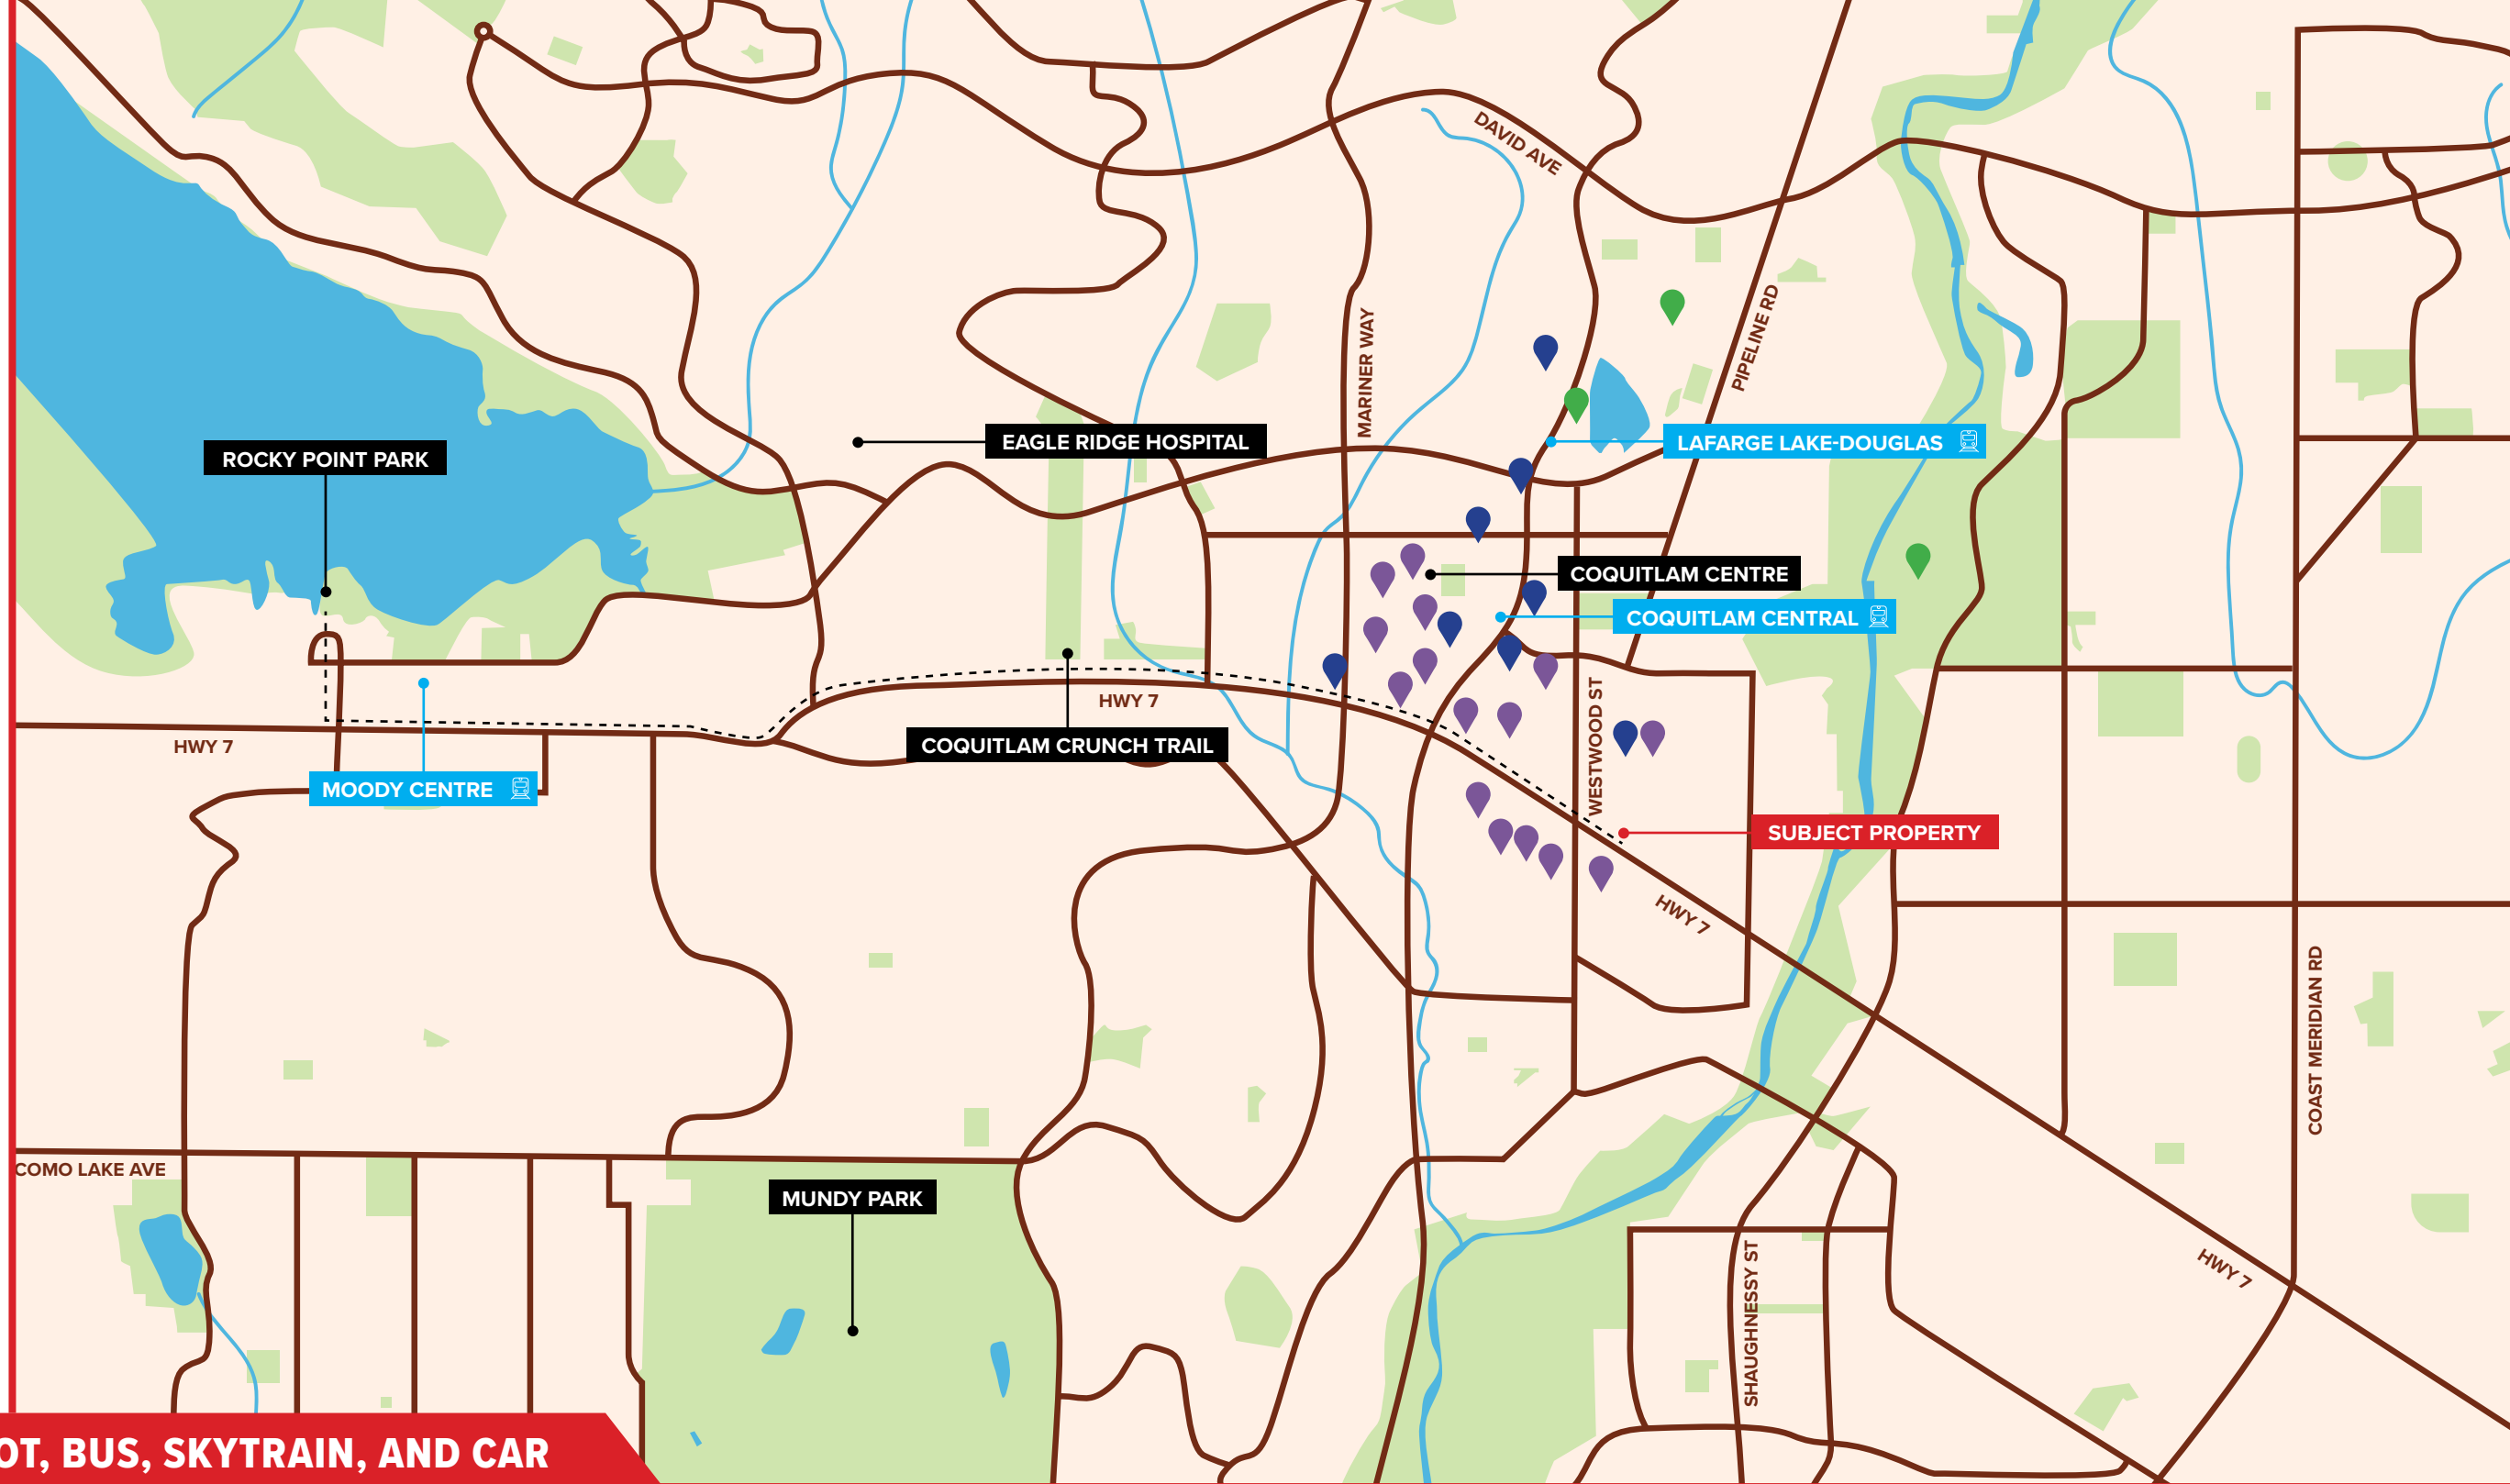 DAVID AVE
PIPELINE RD
MARINER WAY
EAGLE RIDGE HOSPITAL
LAFARGE LAKE-DOUGLAS
ROCKY POINT PARK
COQUITLAM CENTRE
COQUITLAM CENTRAL
HWY 7
WESTWOOD ST
HWY 7
COQUITLAM CRUNCH TRAIL
MOODY CENTRE
SUBJECT PROPERTY
HWY 7
COAST MERIDIAN RD
COMO LAKE AVE
MUNDY PARK
HWY 7
SHAUGHNESSY ST
OT, BUS, SKYTRAIN, AND CAR